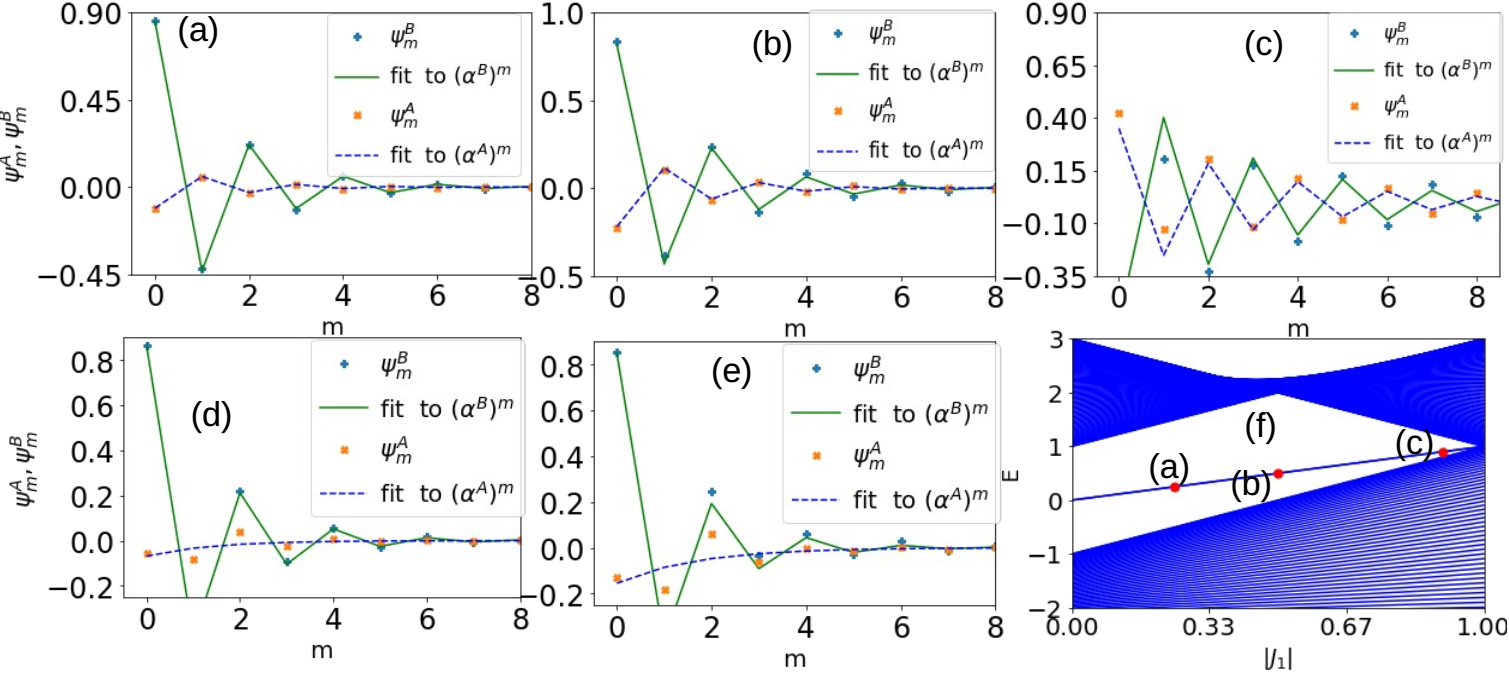 (a)
0.90
0.45
0.00
−0.45
ψ_m^A, ψ_m^B
0 2 4 6 8
m
ψ_m^B
fit to (α^B)^m
ψ_m^A
fit to (α^A)^m
(b)
1.0
0.5
0.0
−0.5
0 2 4 6 8
m
ψ_m^B
fit to (α^B)^m
ψ_m^A
fit to (α^A)^m
(c)
0.90
0.65
0.40
0.15
−0.10
−0.35
0 2 4 6 8
m
ψ_m^B
fit to (α^B)^m
ψ_m^A
fit to (α^A)^m
(d)
0.8
0.6
0.4
0.2
0.0
−0.2
ψ_m^A, ψ_m^B
0 2 4 6 8
m
ψ_m^B
fit to (α^B)^m
ψ_m^A
fit to (α^A)^m
(e)
0.8
0.6
0.4
0.2
0.0
−0.2
0 2 4 6 8
m
ψ_m^B
fit to (α^B)^m
ψ_m^A
fit to (α^A)^m
(f)
3
2
1
0
−1
−2
E
(a)
(b)
(c)
0.00 0.33 0.67 1.00
|J_1|